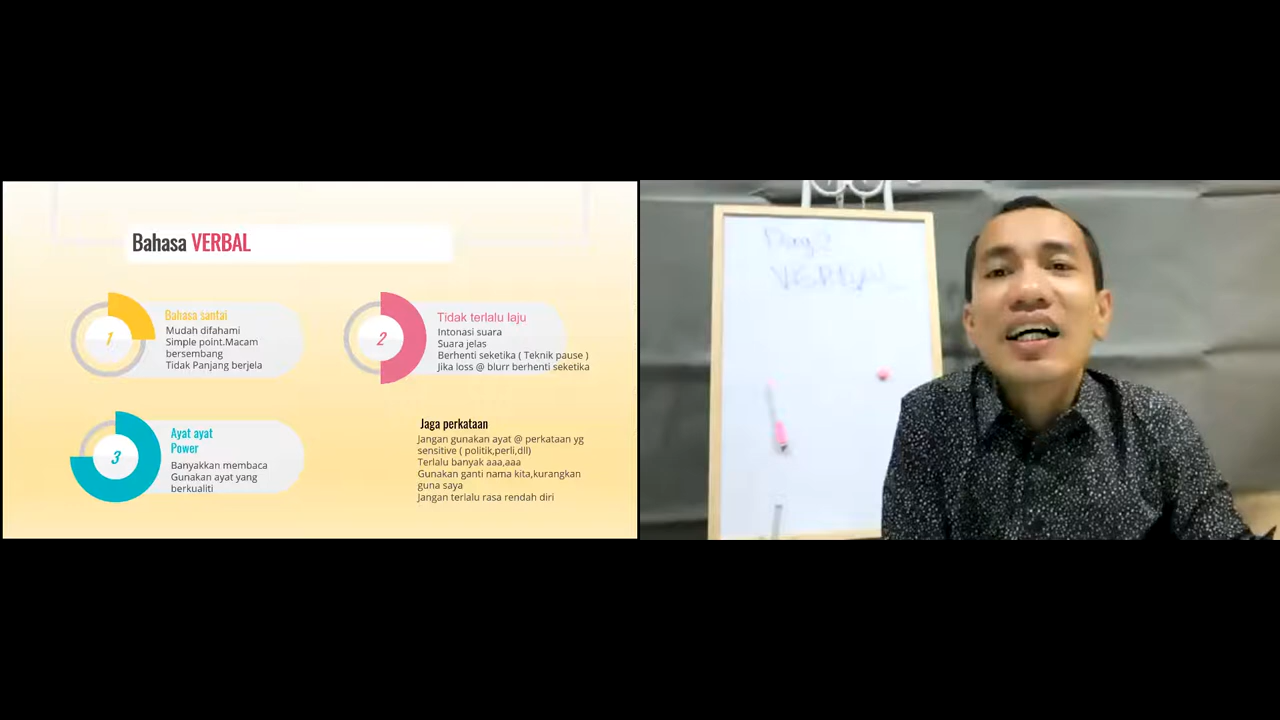 Bahasa VERBAL
1
Bahasa santai
Mudah difahami
Simple point.Macam
bersembang
Tidak Panjang berjela
2
Tidak terlalu laju
Intonasi suara
Suara jelas
Berhenti seketika ( Teknik pause )
Jika loss @ blurr berhenti seketika
3
Ayat ayat
Power
Banyakkan membaca
Gunakan ayat yang
berkualiti
Jaga perkataan
Jangan gunakan ayat @ perkataan yg
sensitive ( politik,perli,dll)
Terlalu banyak aaa,aaa
Gunakan ganti nama kita,kurangkan
guna saya
Jangan terlalu rasa rendah diri